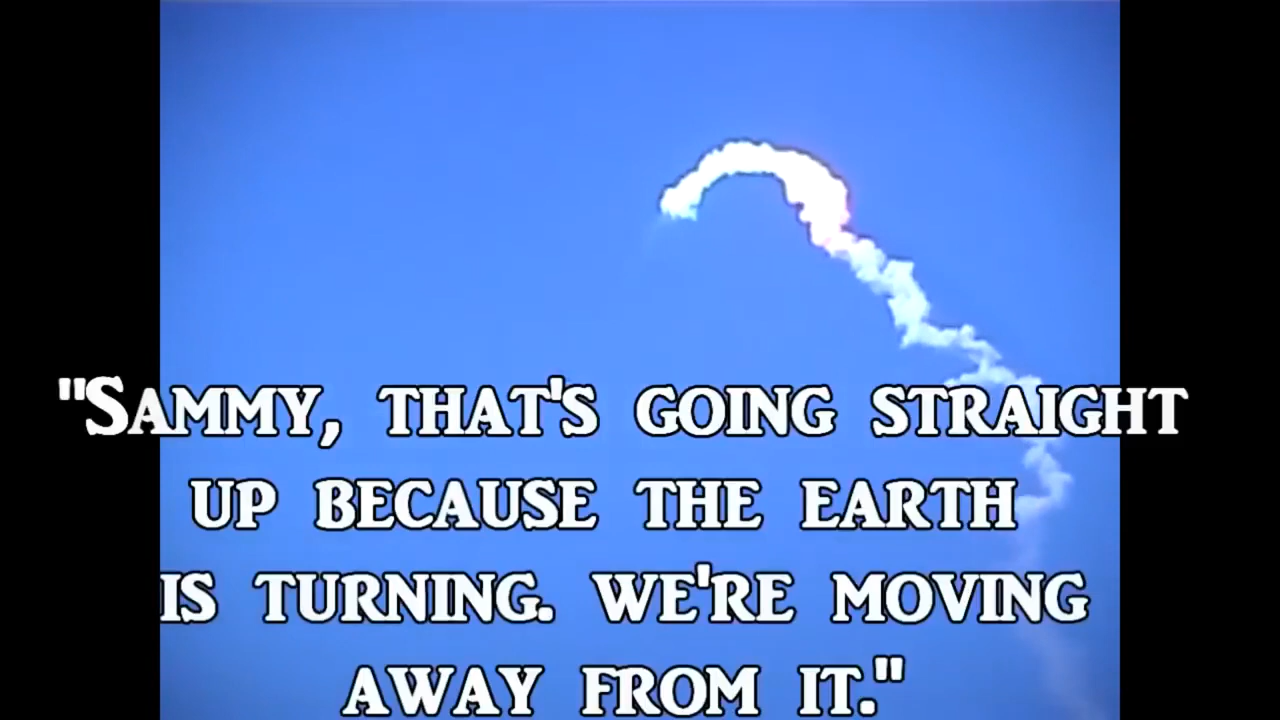 "Sammy, that's going straight
up because the earth
is turning. We're moving
away from it."